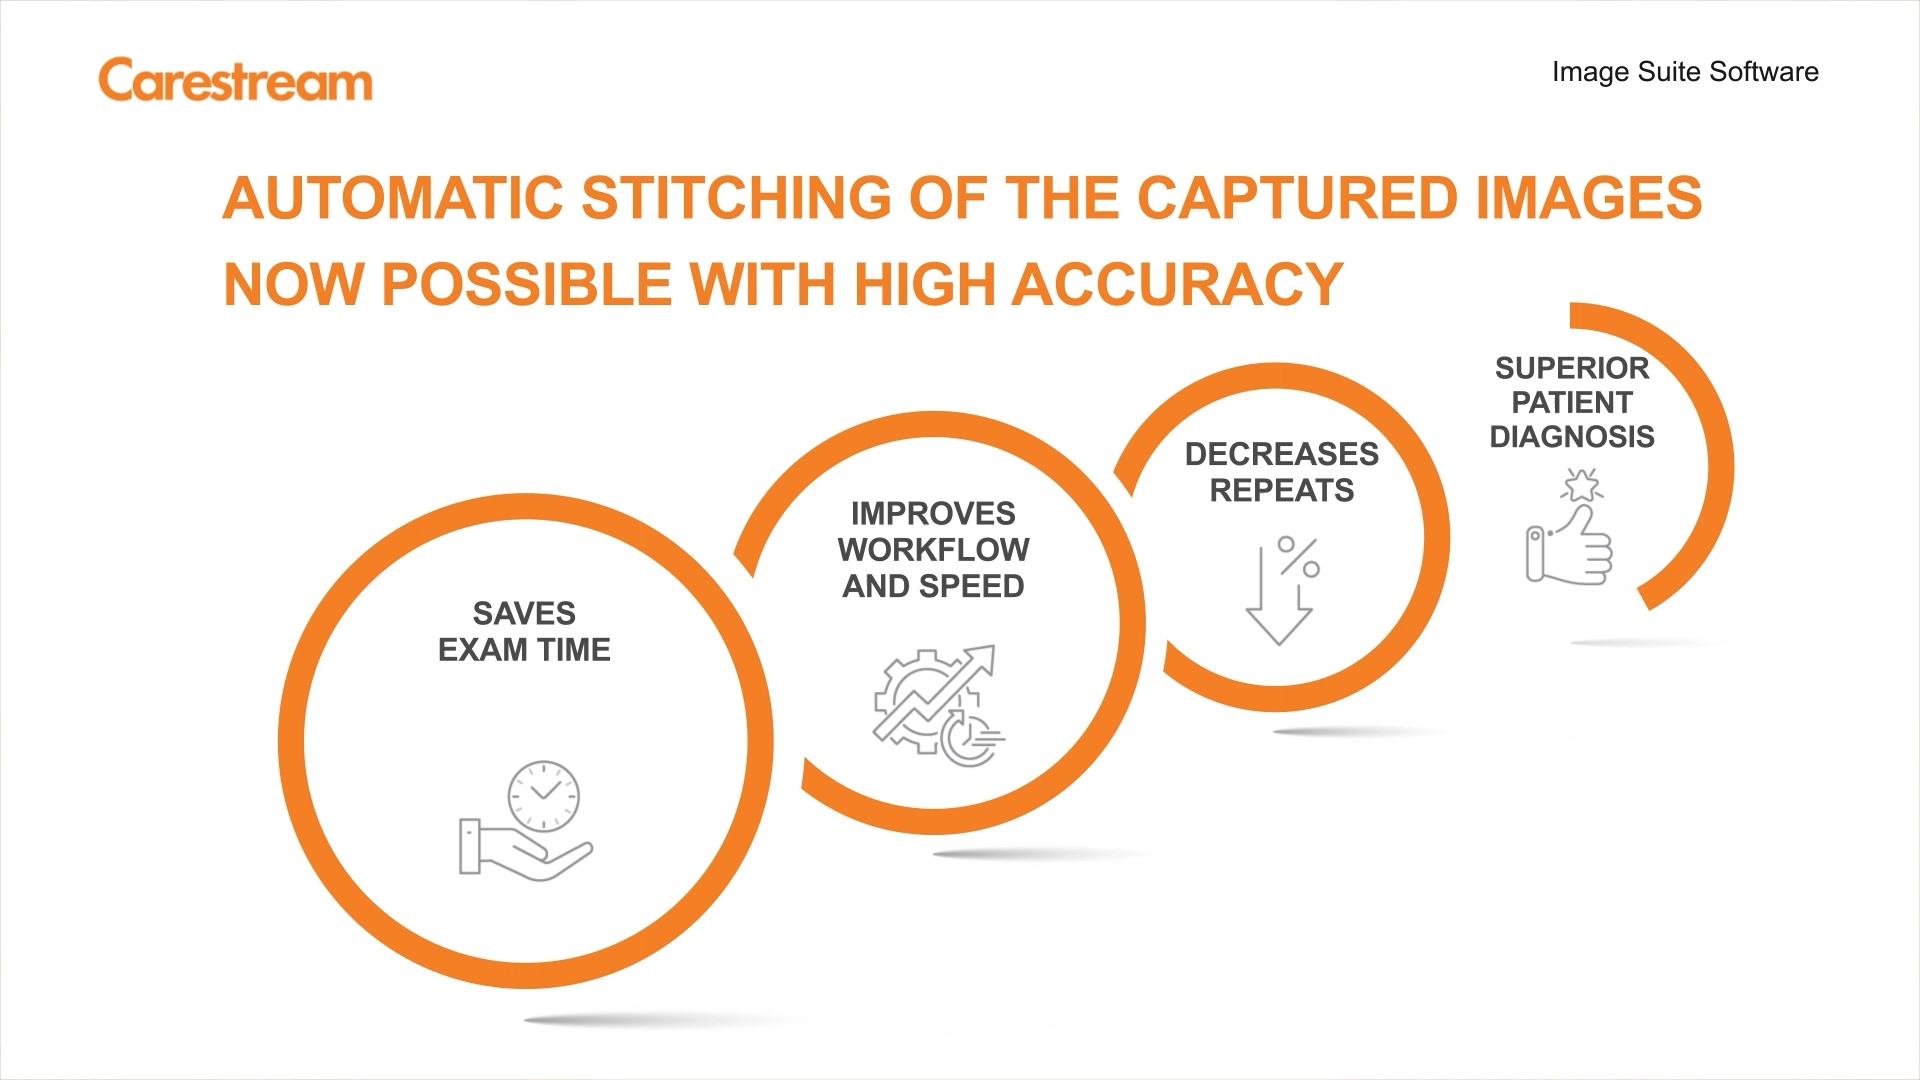 Carestream
Image Suite Software
AUTOMATIC STITCHING OF THE CAPTURED IMAGES
NOW POSSIBLE WITH HIGH ACCURACY
SAVES
EXAM TIME
IMPROVES
WORKFLOW
AND SPEED
DECREASES
REPEATS
%
SUPERIOR
PATIENT
DIAGNOSIS